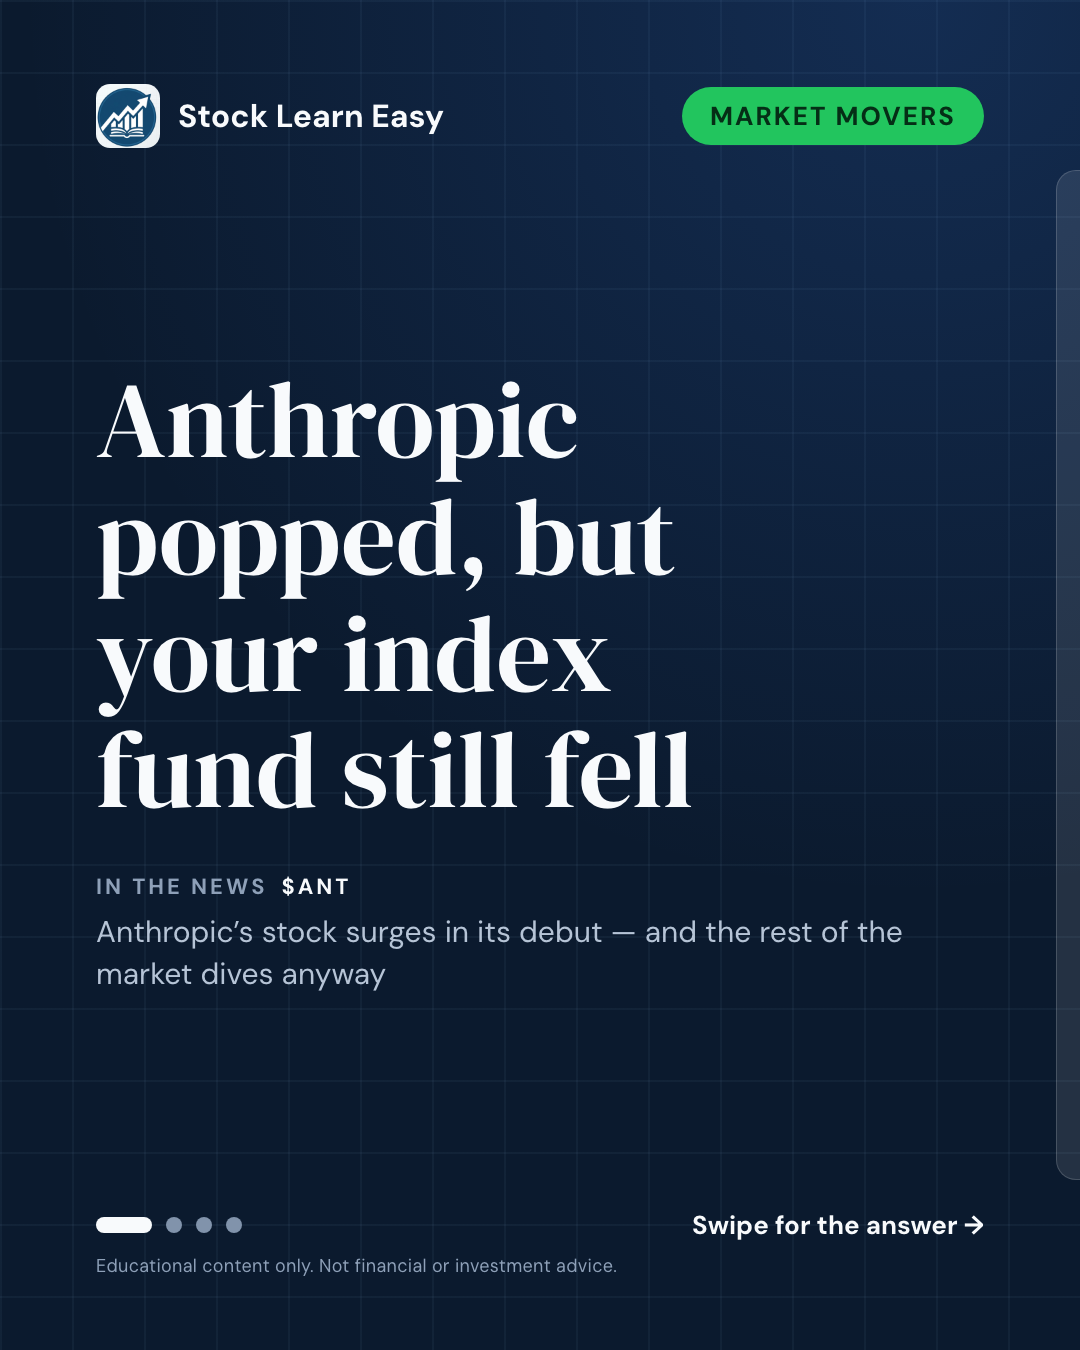 Stock Learn Easy
MARKET MOVERS
Anthropic
popped, but
your index
fund still fell
IN THE NEWS $ANT
Anthropic’s stock surges in its debut — and the rest of the
market dives anyway
Swipe for the answer →
Educational content only. Not financial or investment advice.